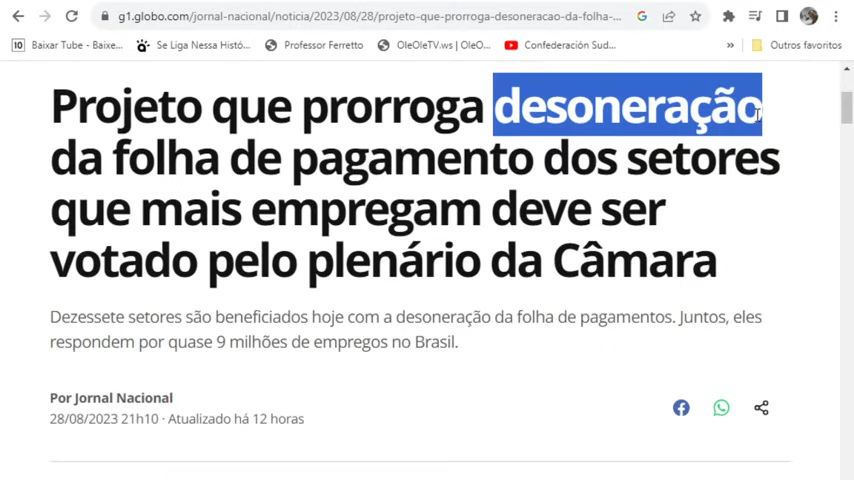 g1.globo.com/jornal-nacional/noticia/2023/08/28/projeto-que-prorroga-desoneracao-da-folha-...
10 Baixar Tube - Baixe... Se Liga Nessa Histó... Professor Ferretto OleOleTV.ws | OleO... Confederación Sud... » Outros favoritos
Projeto que prorroga desoneração
da folha de pagamento dos setores
que mais empregam deve ser
votado pelo plenário da Câmara
Dezessete setores são beneficiados hoje com a desoneração da folha de pagamentos. Juntos, eles
respondem por quase 9 milhões de empregos no Brasil.
Por Jornal Nacional
28/08/2023 21h10 · Atualizado há 12 horas